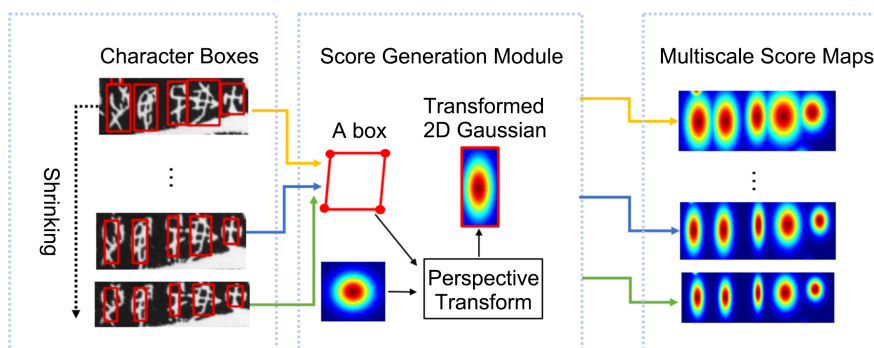 Character Boxes
Shrinking
...
Score Generation Module
A box
Transformed
2D Gaussian
Perspective
Transform
Multiscale Score Maps
...